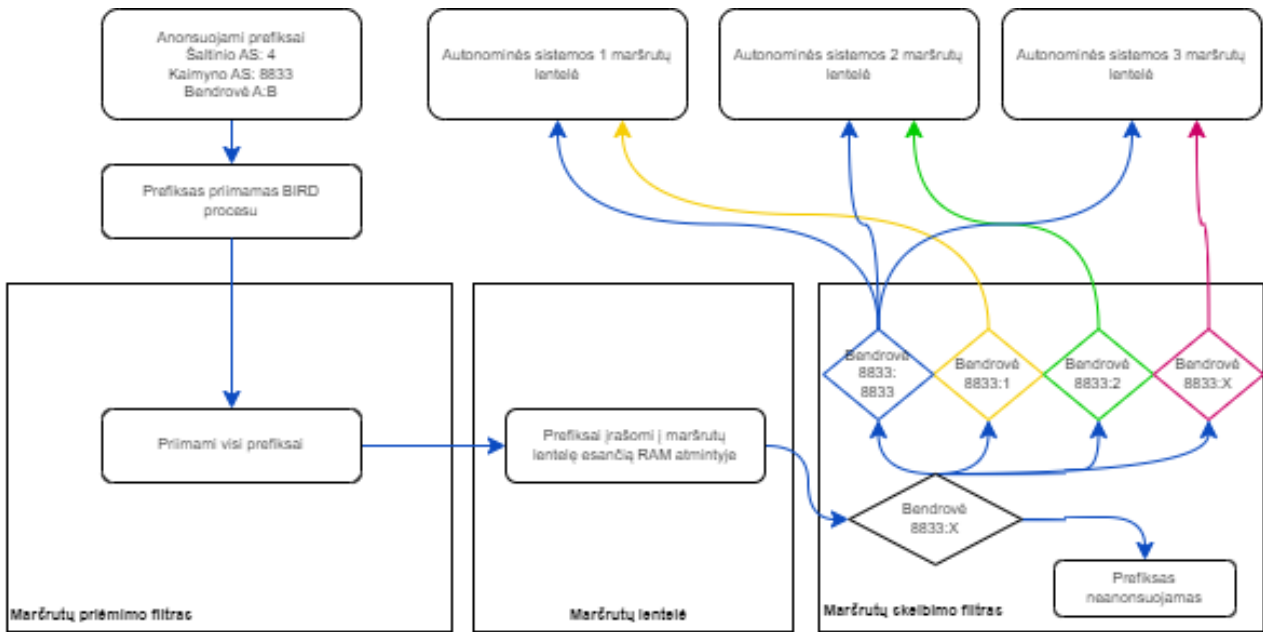 Anonsuojami prefiksai
Šaltinio AS: 4
Kaimyno AS: 8833
Bendrovė A:B
Autonominės sistemos 1 maršrutų
lentelė
Autonominės sistemos 2 maršrutų
lentelė
Autonominės sistemos 3 maršrutų
lentelė
Prefiksas priimamas BIRD
procesu
Bendrovė
8833:
8833
Bendrovė
8833:1
Bendrovė
8833:2
Bendrovė
8833:X
Priimami visi prefiksai
Prefiksai įrašomi į maršrutų
lentelę esančią RAM atmintyje
Bendrovė
8833:X
Prefiksas
neanonsuojamas
Maršrutų priėmimo filtras
Maršrutų lentelė
Maršrutų skelbimo filtras